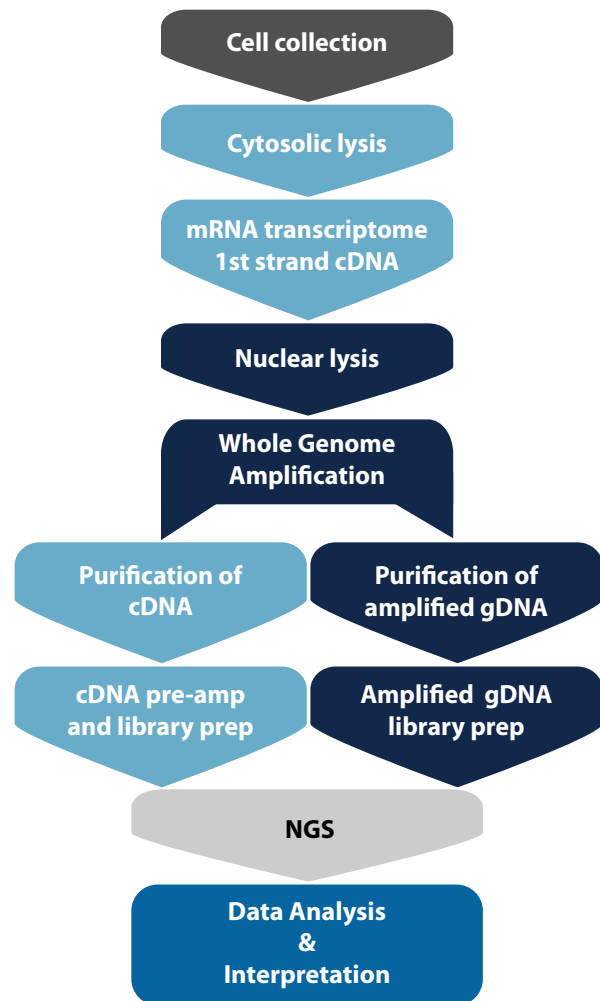 Cell collection
Cytosolic lysis
mRNA transcriptome
1st strand cDNA
Nuclear lysis
Whole Genome
Amplification
Purification of
cDNA
Purification of
amplified gDNA
cDNA pre-amp
and library prep
Amplified gDNA
library prep
NGS
Data Analysis
&
Interpretation